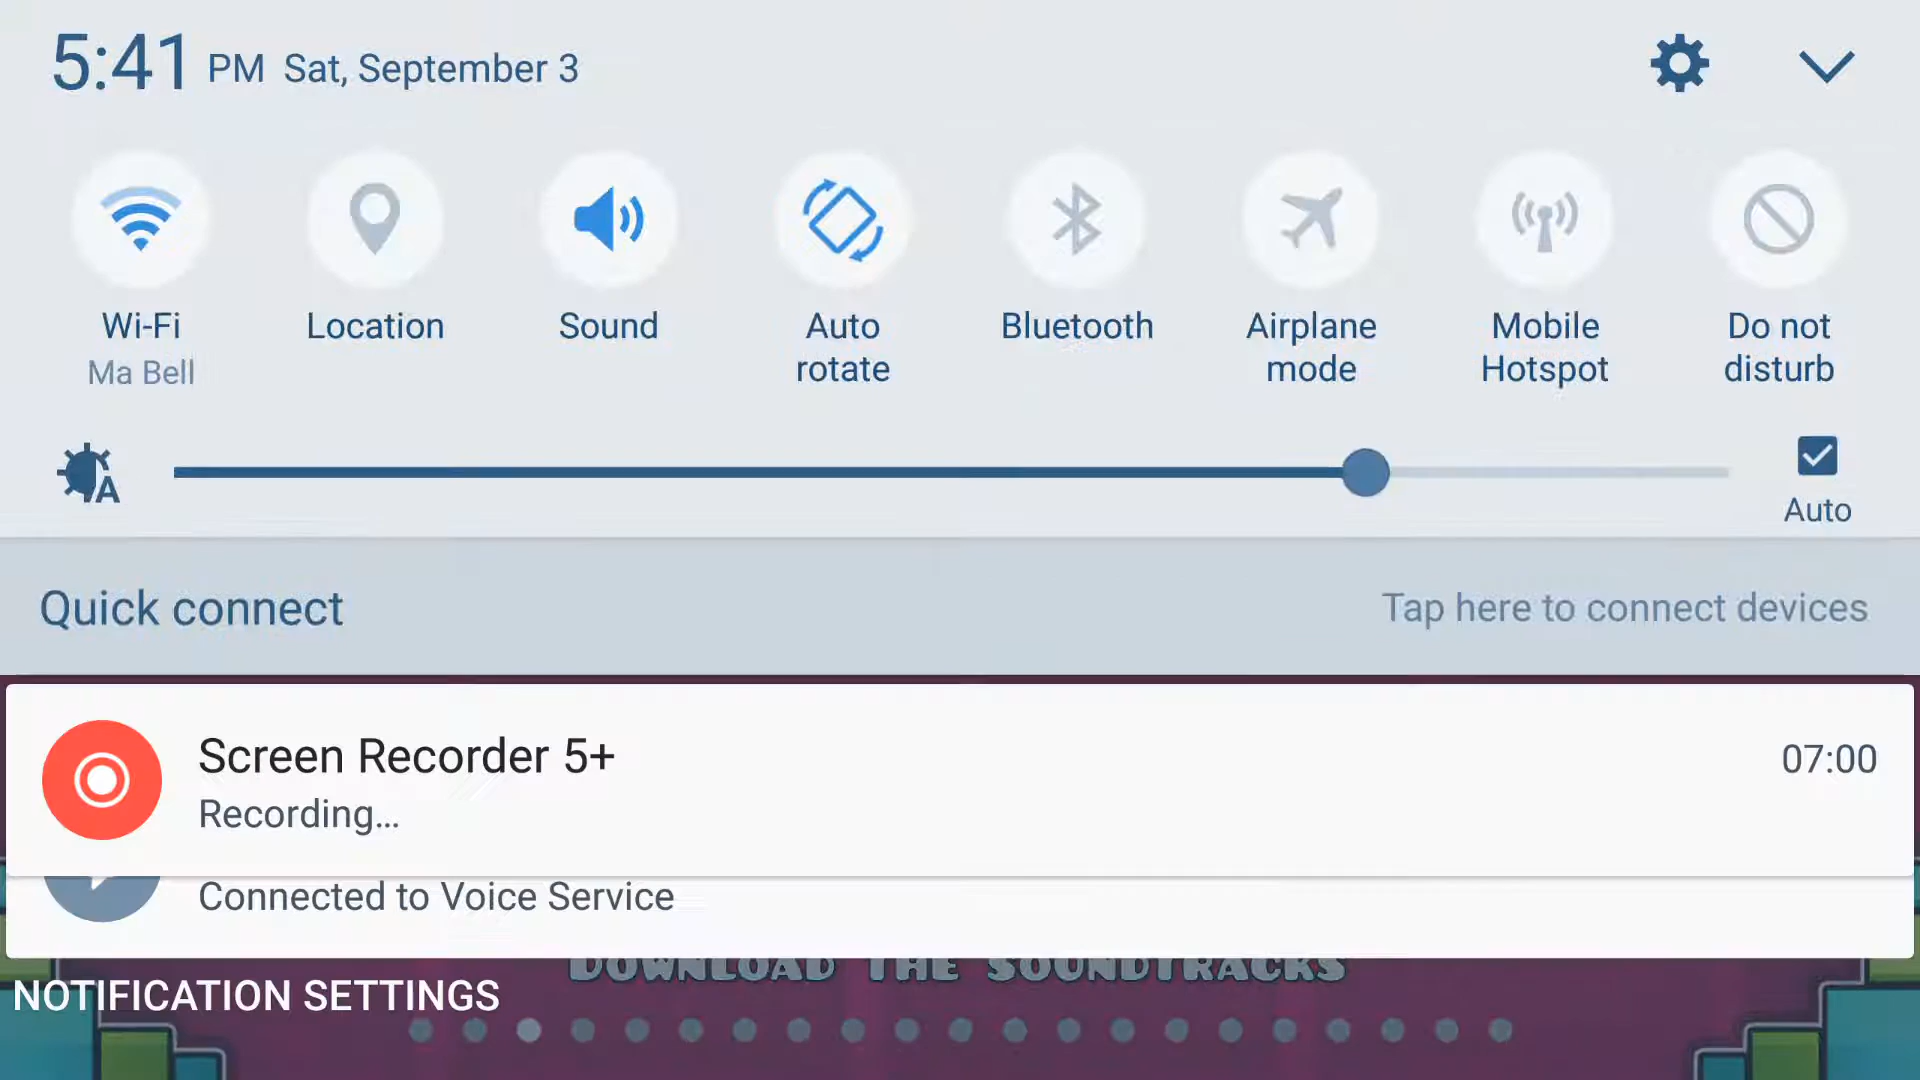 5:41 PM Sat, September 3
Wi-Fi
Ma Bell
Location
Sound
Auto
rotate
Bluetooth
Airplane
mode
Mobile
Hotspot
Do not
disturb
A
Auto
Quick connect
Tap here to connect devices
Screen Recorder 5+
07:00
Recording...
Connected to Voice Service
DOWNLOAD THE SOUNDTRACKS
NOTIFICATION SETTINGS